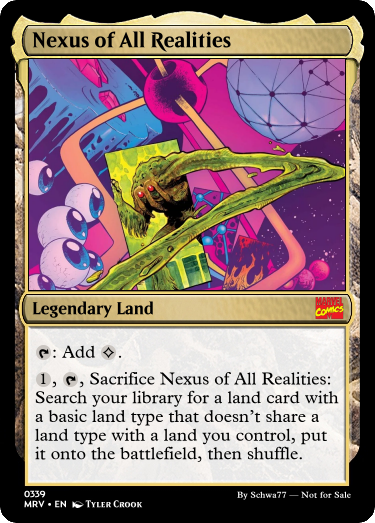 Nexus of All Realities
Legendary Land
MARVEL
COMICS
: Add .
1, , Sacrifice Nexus of All Realities:
Search your library for a land card with
a basic land type that doesn't share a
land type with a land you control, put
it onto the battlefield, then shuffle.
0339
By Schwa77 — Not for Sale
MRV • EN Tyler Crook